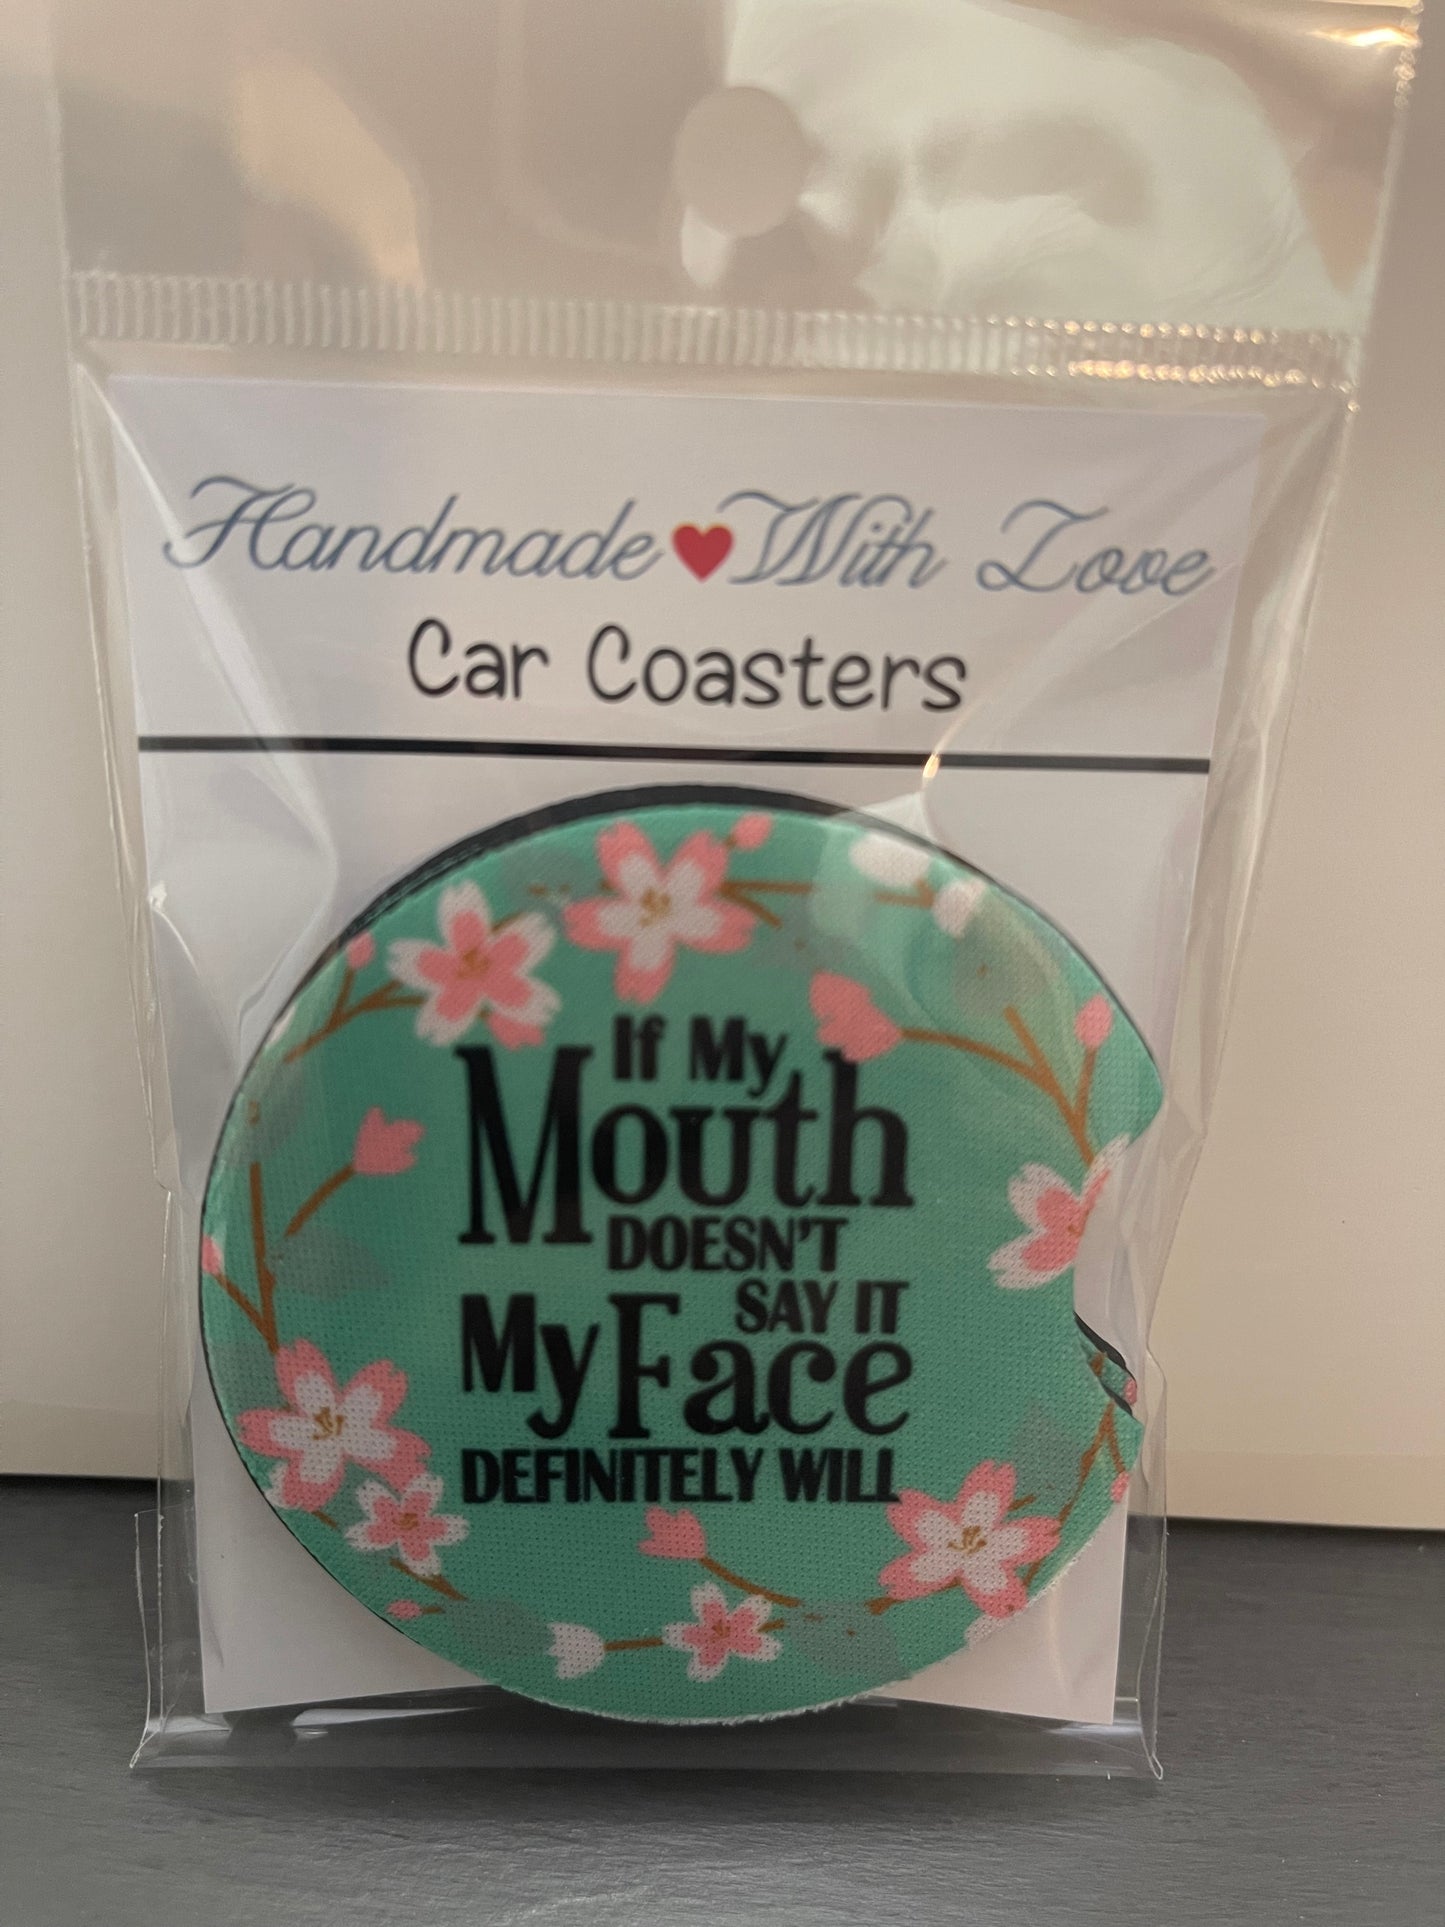 Handmade ♥ With Love
Car Coasters
If My
Mouth
DOESN'T
SAY IT
My Face
DEFINITELY WILL